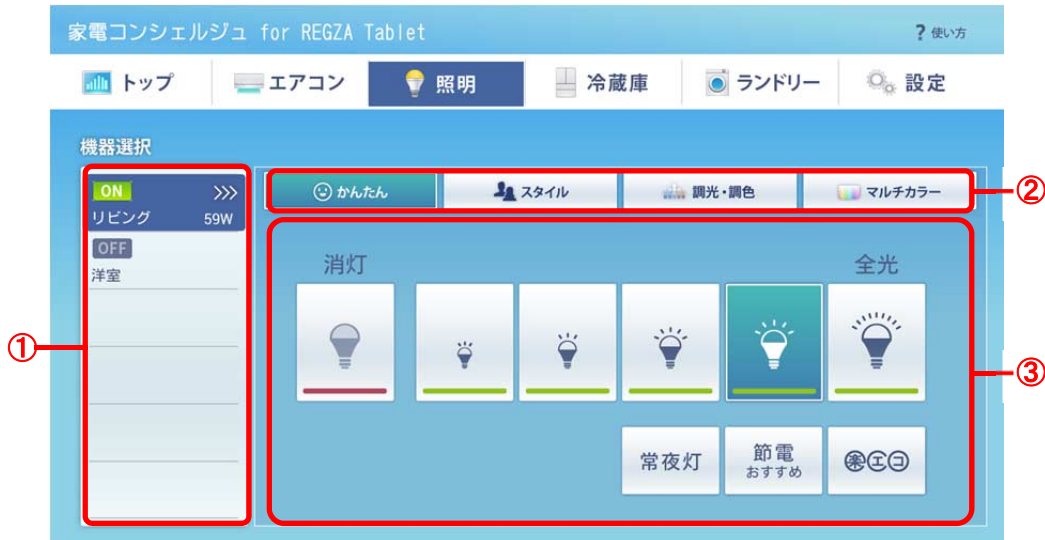 家電コンシェルジュ for REGZA Tablet
? 使い方
トップ エアコン 照明 冷蔵庫 ランドリー 設定
機器選択
ON >>>
リビング 59W
OFF
洋室
かんたん スタイル 調光・調色 マルチカラー
②
消灯 全光
①
③
常夜灯 節電 楽エコ
おすすめ